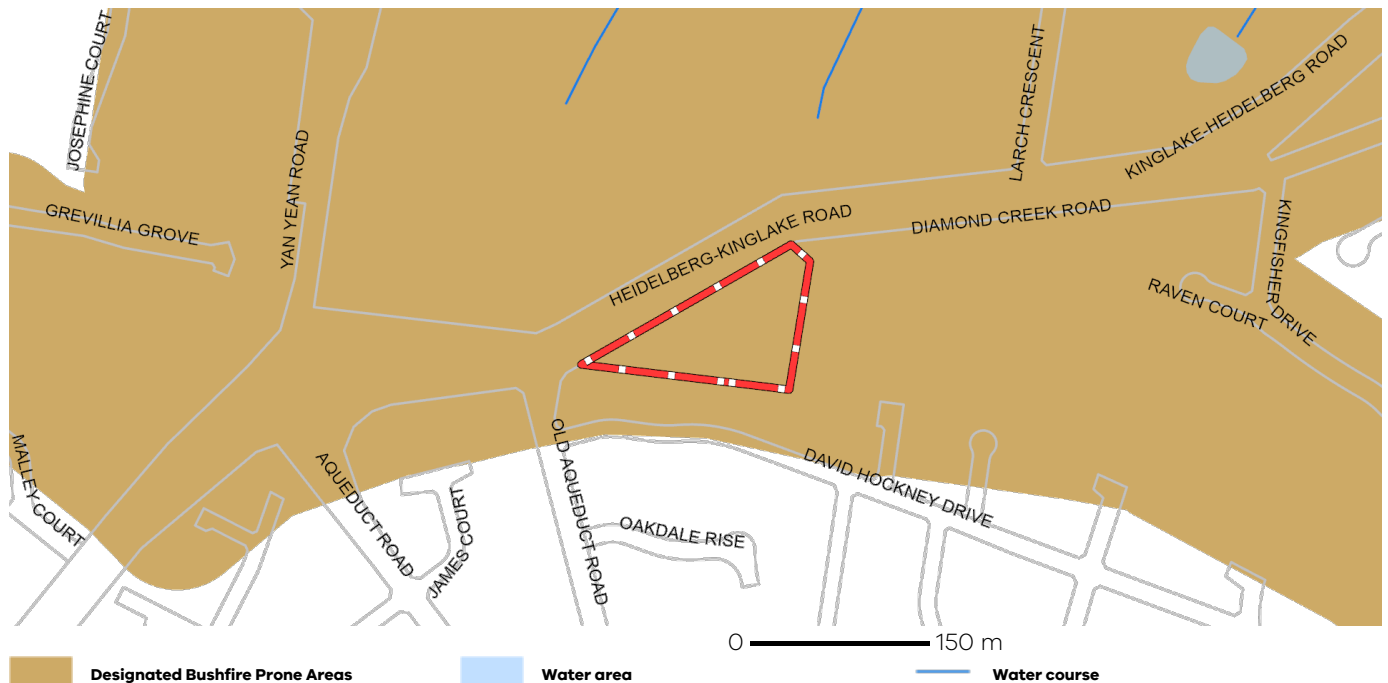 JOSEPHINE COURT
GREVILLIA GROVE
YAN YEAN ROAD
HEIDELBERG-KINGLAKE ROAD
LARCH CRESCENT
KINGLAKE-HEIDELBERG ROAD
DIAMOND CREEK ROAD
KINGFISHER DRIVE
RAVEN COURT
MALLEY COURT
AQUEDUCT ROAD
JAMES COURT
OLD AQUEDUCT ROAD
OAKDALE RISE
DAVID HOCKNEY DRIVE
0 150 m
Designated Bushfire Prone Areas
Water area
Water course